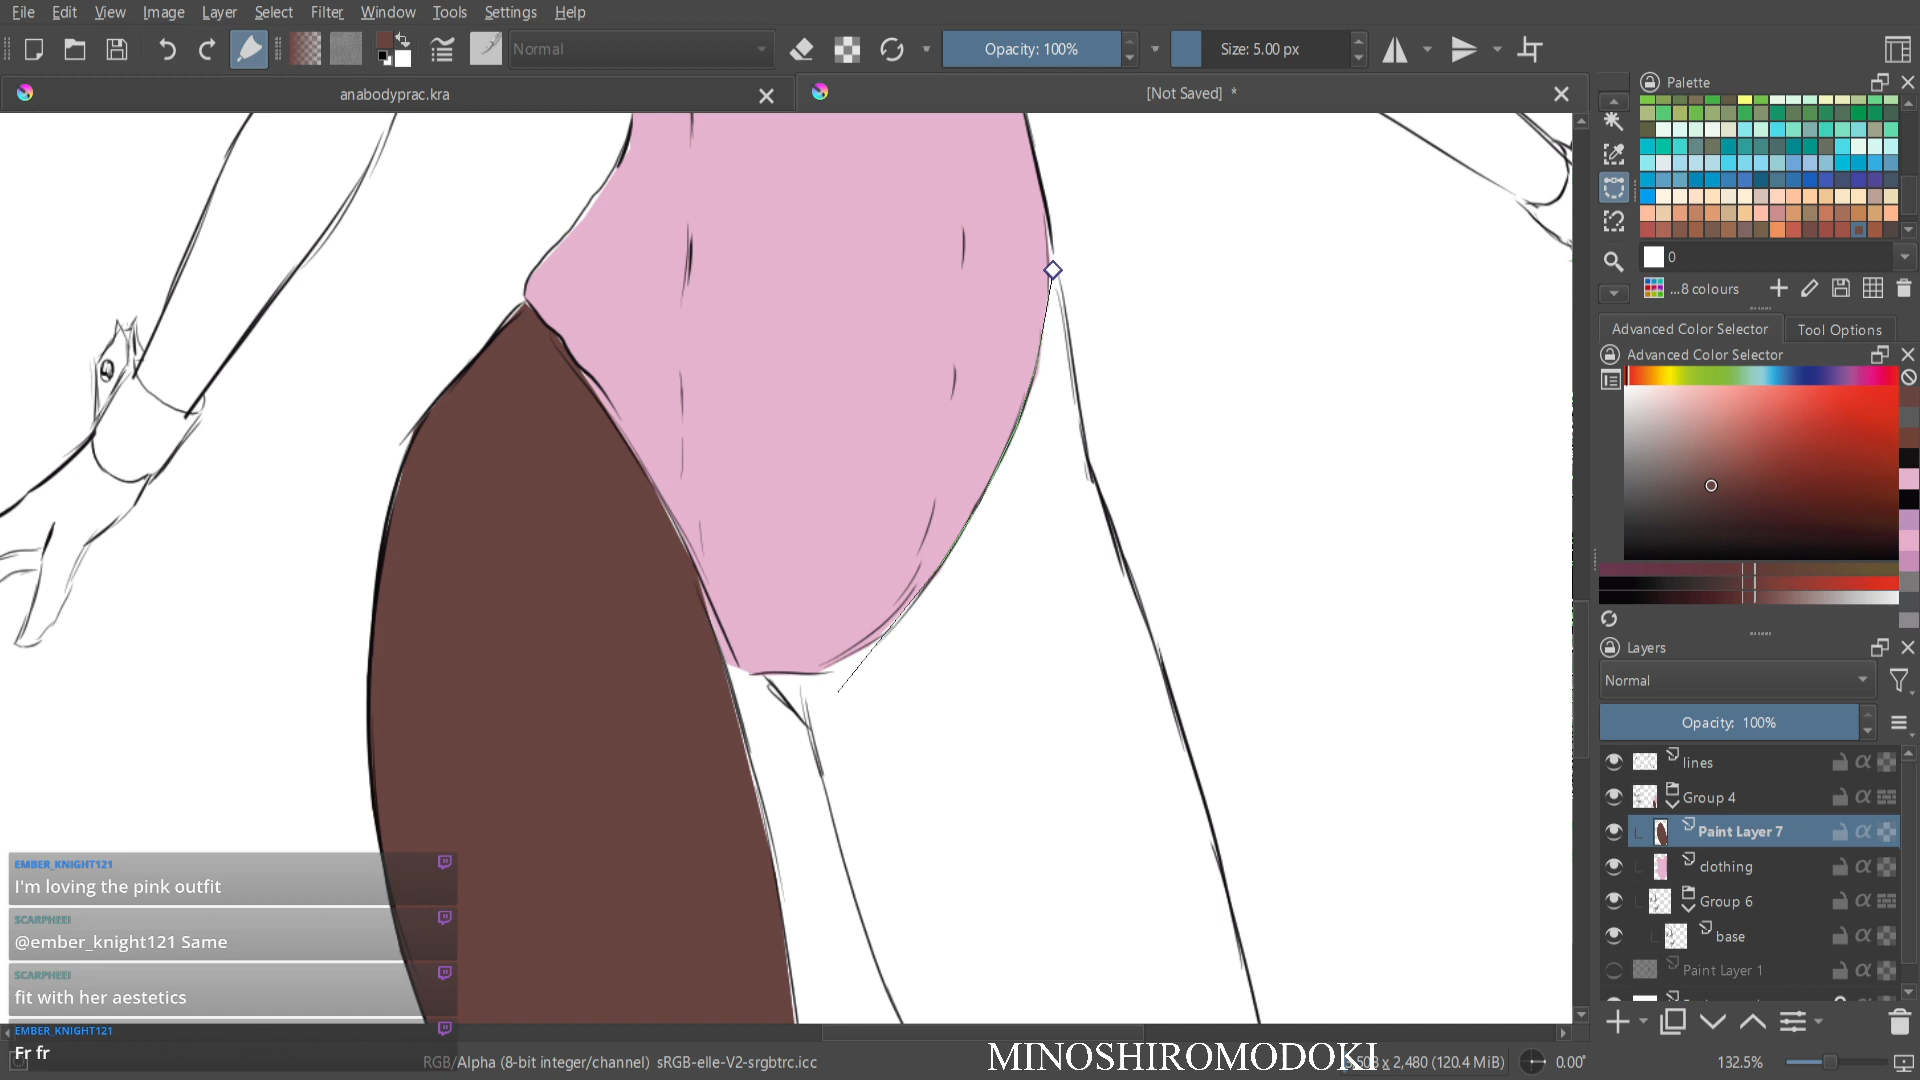 File Edit View Image Layer Select Filter Window Tools Settings Help
Normal
Opacity: 100%
Size: 5.00 px
anabodyprac.kra
[Not Saved] *
Palette
0
...8 colours
Advanced Color Selector
Tool Options
Advanced Color Selector
Layers
Normal
Opacity: 100%
lines
Group 4
Paint Layer 7
clothing
Group 6
base
Paint Layer 1
EMBER_KNIGHT121
I'm loving the pink outfit
SCARPHEEI
@ember_knight121 Same
SCARPHEEI
fit with her aestetics
EMBER_KNIGHT121
Fr fr
RGB/Alpha (8-bit integer/channel) sRGB-elle-V2-srgbtrc.icc
MINOSHIROMODOKI
x 2,480 (120.4 MiB)
0.00°
132.5%